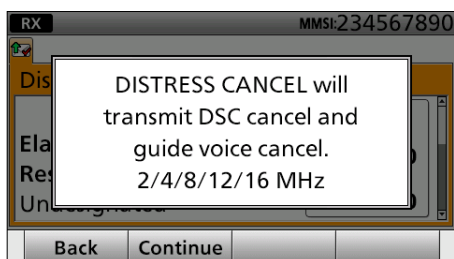 RX MMSI:234567890
Dis
DISTRESS CANCEL will
transmit DSC cancel and
guide voice cancel.
2/4/8/12/16 MHz
Ela
Res
Back Continue